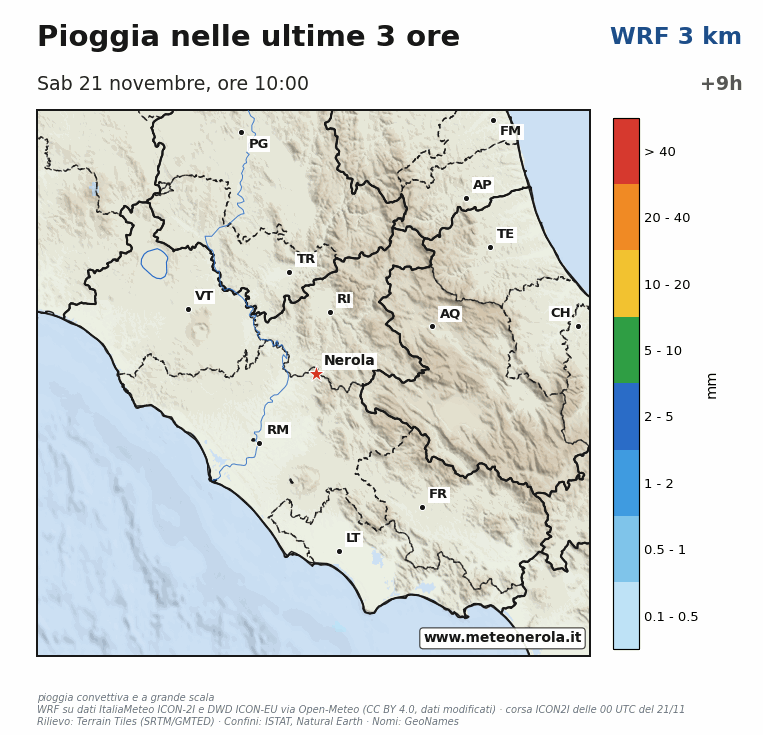 Pioggia nelle ultime 3 ore
WRF 3 km
Sab 21 novembre, ore 10:00
+9h
FM
PG
AP
TE
TR
VT
RI
AQ
CH
Nerola
RM
FR
LT
www.meteonerola.it
> 40
20 - 40
10 - 20
5 - 10
2 - 5
1 - 2
0.5 - 1
0.1 - 0.5
mm
pioggia convettiva e a grande scala
WRF su dati ItaliaMeteo ICON-2I e DWD ICON-EU via Open-Meteo (CC BY 4.0, dati modificati) · corsa ICON2I delle 00 UTC del 21/11
Rilievo: Terrain Tiles (SRTM/GMTED) · Confini: ISTAT, Natural Earth · Nomi: GeoNames